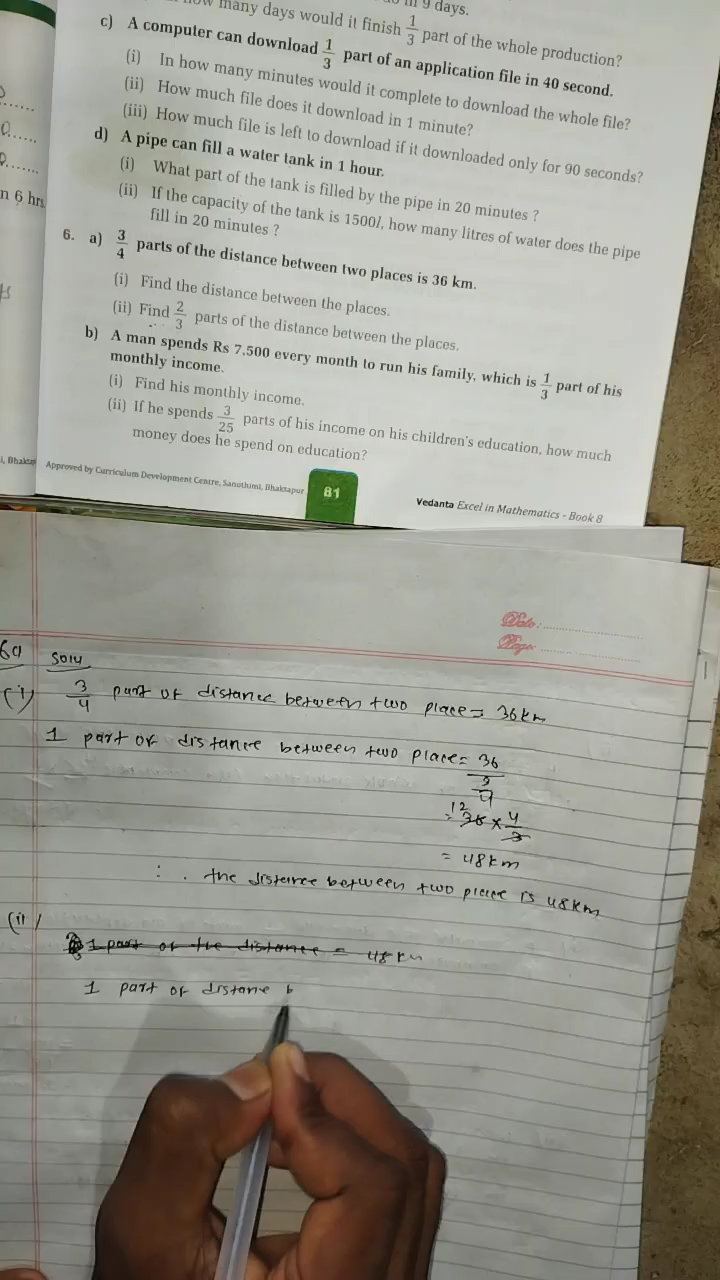 9 days.
many days would it finish 1/3 part of the whole production?
c) A computer can download 1/3 part of an application file in 40 second.
(i) In how many minutes would it complete to download the whole file?
(ii) How much file does it download in 1 minute?
(iii) How much file is left to download if it downloaded only for 90 seconds?
d) A pipe can fill a water tank in 1 hour.
(i) What part of the tank is filled by the pipe in 20 minutes ?
(ii) If the capacity of the tank is 1500l, how many litres of water does the pipe
fill in 20 minutes ?
n 6 hrs
6. a) 3/4 parts of the distance between two places is 36 km.
(i) Find the distance between the places.
(ii) Find 2/3 parts of the distance between the places.
b) A man spends Rs 7,500 every month to run his family, which is 1/3 part of his
monthly income.
(i) Find his monthly income.
(ii) If he spends 3/25 parts of his income on his children's education, how much
money does he spend on education?
Approved by Curriculum Development Centre, Sanothimi, Bhaktapur
81
Vedanta Excel in Mathematics - Book 8
Date:
Page:
6a soln
(i) 3/4 part of distance between two place = 36km
1 part of distance between two place = 36
3/4
= 36 × 4/3
12
= 48km
∴ the distance between two place is 48km
(ii)
1 part of the distance = 48km
1 part of distane b